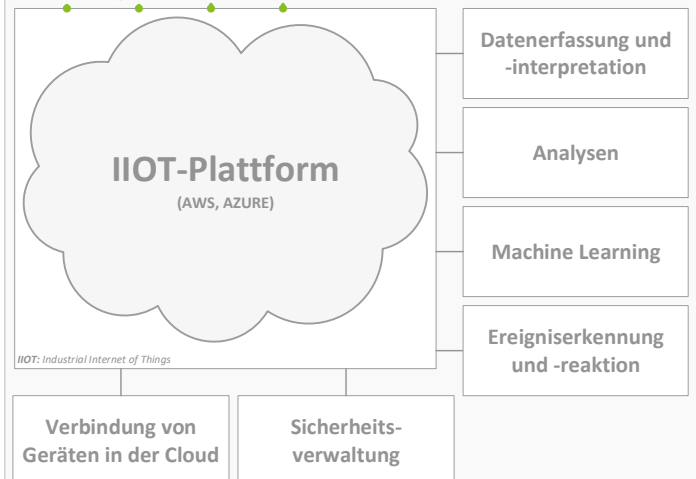 Datenerfassung und
-interpretation
IIOT-Plattform
(AWS, AZURE)
Analysen
Machine Learning
Ereigniserkennung
und -reaktion
IIOT: Industrial Internet of Things
Verbindung von
Geräten in der Cloud
Sicherheits-
verwaltung